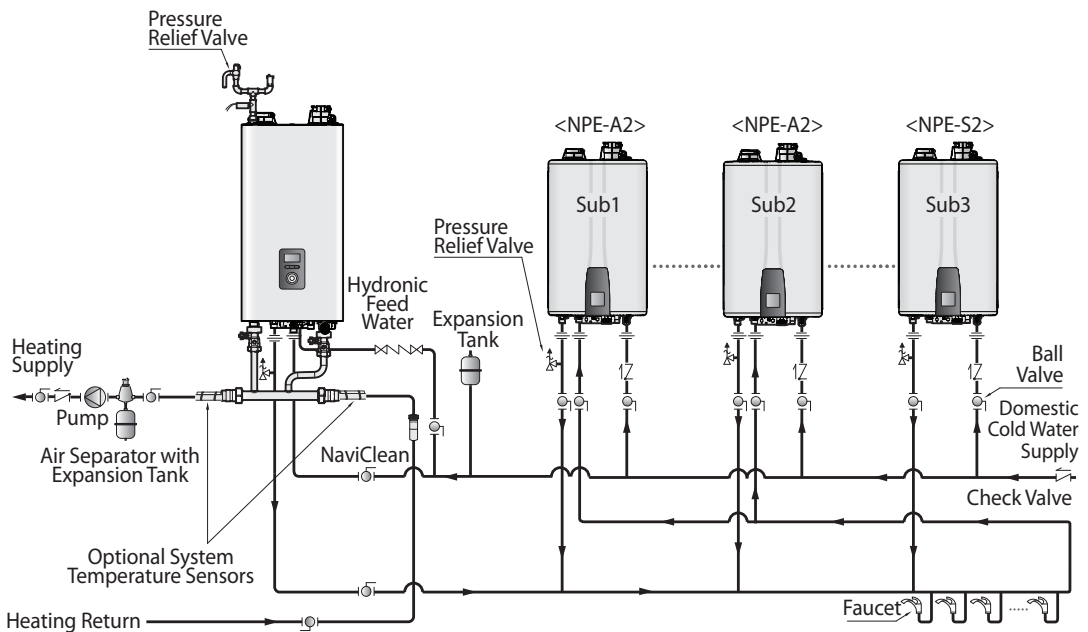 Pressure
Relief Valve
<NPE-A2>
<NPE-A2>
<NPE-S2>
Sub1
Sub2
Sub3
Pressure
Relief Valve
Hydronic
Feed
Water
Expansion
Tank
Heating
Supply
Pump
Air Separator with
Expansion Tank
NaviClean
Ball
Valve
Domestic
Cold Water
Supply
Check Valve
Optional System
Temperature Sensors
Heating Return
Faucet